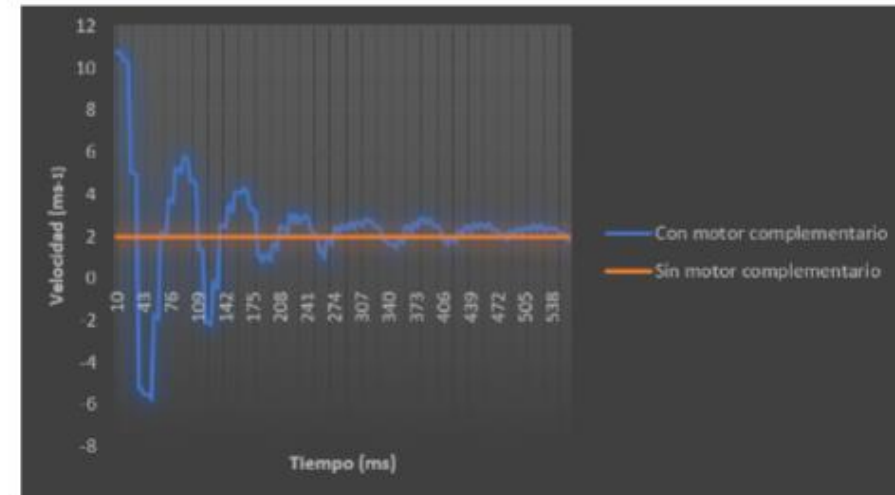 12
10
8
6
4
2
0
-2
-4
-6
-8
Velocidad (ms-1)
10 43 76 109 142 175 208 241 274 307 340 373 406 439 472 505 538
Tiempo (ms)
Con motor complementario
Sin motor complementario